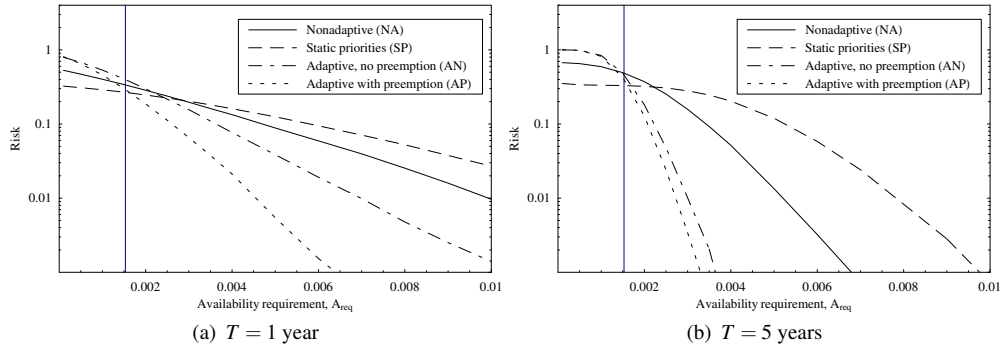 Nonadaptive (NA)
Static priorities (SP)
Adaptive, no preemption (AN)
Adaptive with preemption (AP)
1
0.1
0.01
Risk
0.002
0.004
0.006
0.008
0.01
Availability requirement, A_req
(a) T = 1 year
Nonadaptive (NA)
Static priorities (SP)
Adaptive, no preemption (AN)
Adaptive with preemption (AP)
1
0.1
0.01
Risk
0.002
0.004
0.006
0.008
0.01
Availability requirement, A_req
(b) T = 5 years